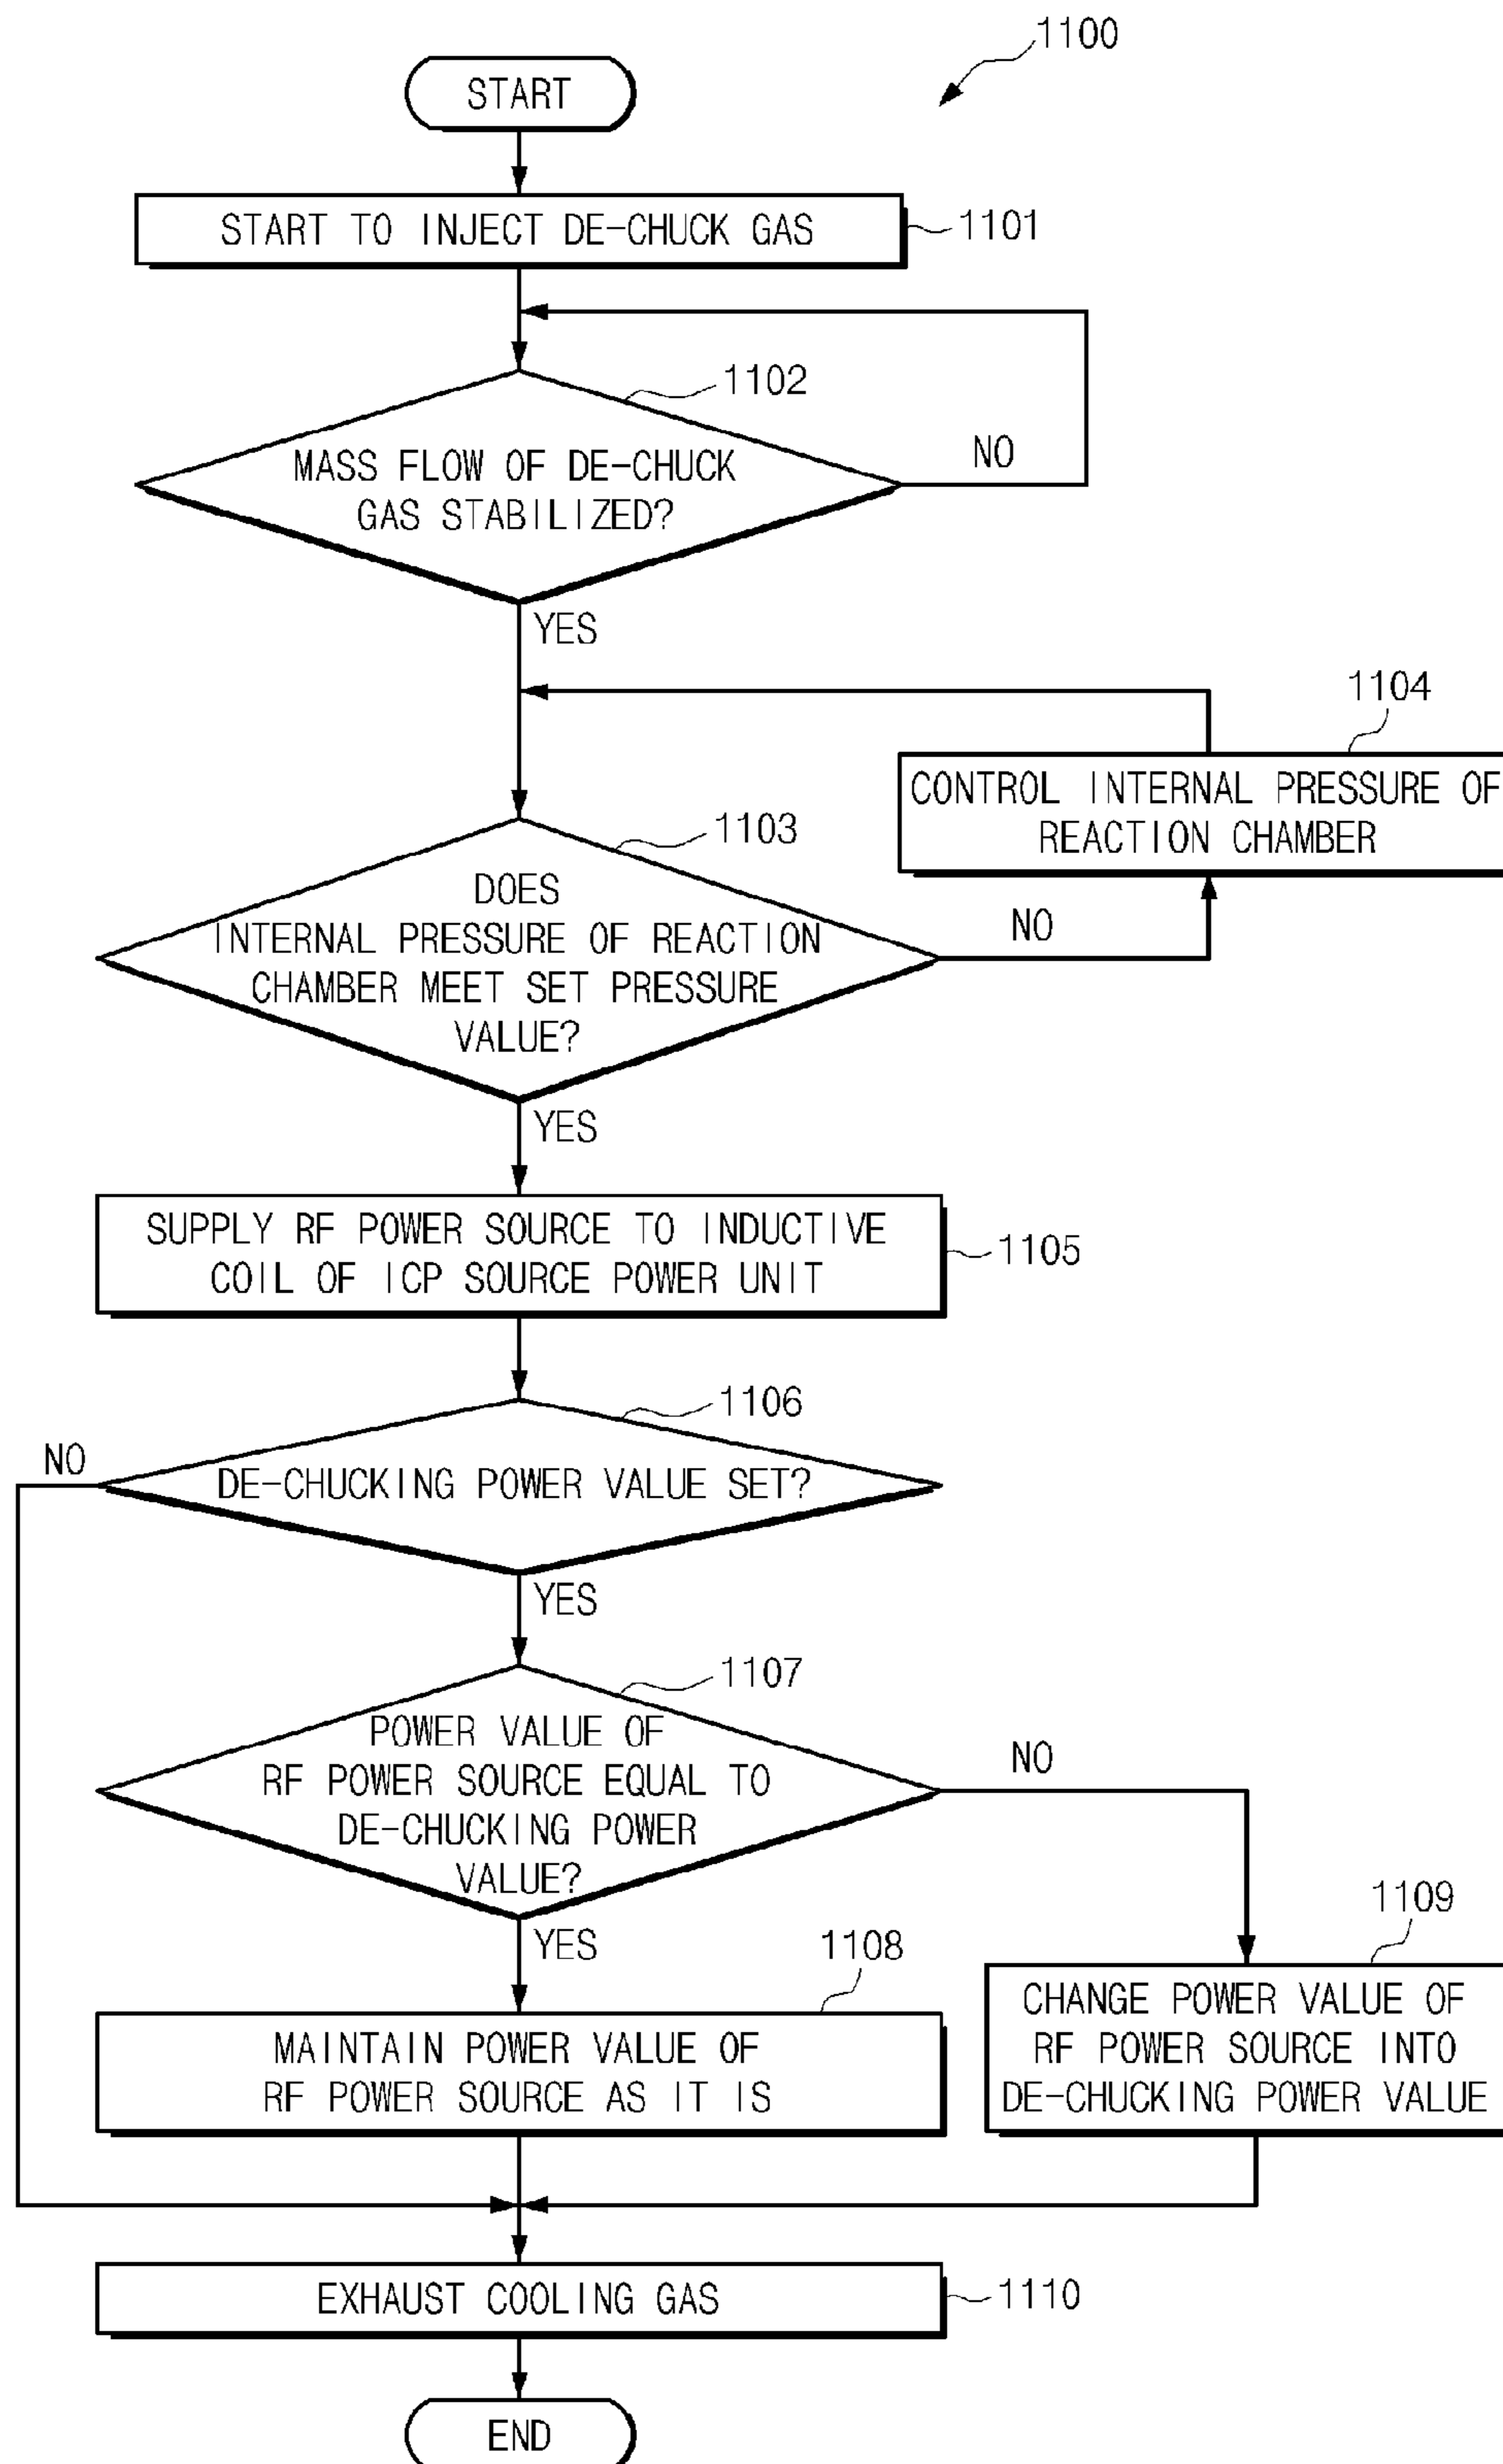 1100
START
START TO INJECT DE-CHUCK GAS
1101
1102
MASS FLOW OF DE-CHUCK
GAS STABILIZED?
NO
YES
1104
CONTROL INTERNAL PRESSURE OF
REACTION CHAMBER
1103
DOES
INTERNAL PRESSURE OF REACTION
CHAMBER MEET SET PRESSURE
VALUE?
NO
YES
SUPPLY RF POWER SOURCE TO INDUCTIVE
COIL OF ICP SOURCE POWER UNIT
1105
1106
NO
DE-CHUCKING POWER VALUE SET?
YES
1107
POWER VALUE OF
RF POWER SOURCE EQUAL TO
DE-CHUCKING POWER
VALUE?
NO
YES
1108
MAINTAIN POWER VALUE OF
RF POWER SOURCE AS IT IS
1109
CHANGE POWER VALUE OF
RF POWER SOURCE INTO
DE-CHUCKING POWER VALUE
EXHAUST COOLING GAS
1110
END